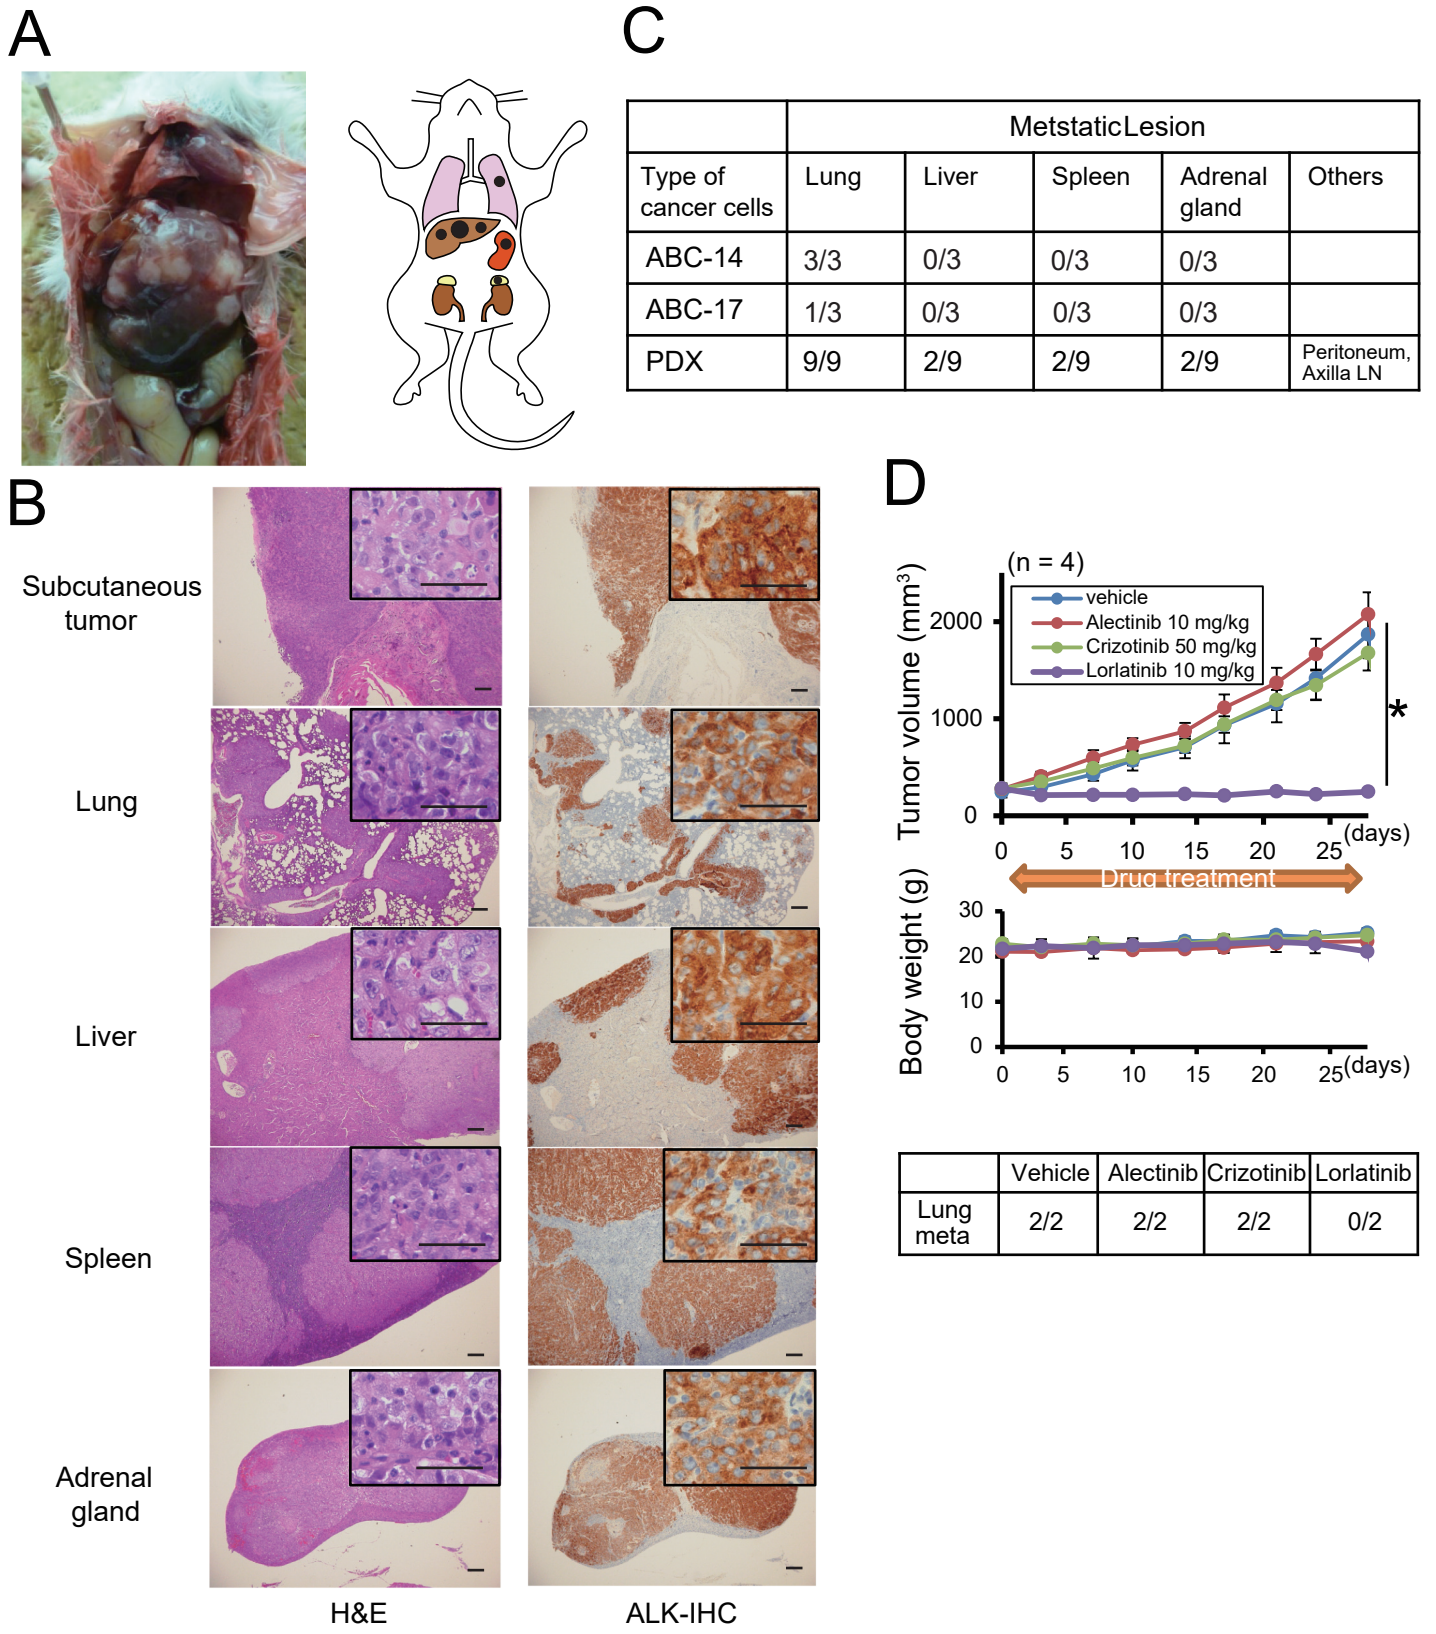 A
C
MetstaticLesion
Type of
cancer cells
Lung
Liver
Spleen
Adrenal
gland
Others
ABC-14
3/3
0/3
0/3
0/3
ABC-17
1/3
0/3
0/3
0/3
PDX
9/9
2/9
2/9
2/9
Peritoneum,
Axilla LN
B
Subcutaneous
tumor
Lung
Liver
Spleen
Adrenal
gland
H&E
ALK-IHC
D
(n = 4)
vehicle
Alectinib 10 mg/kg
Crizotinib 50 mg/kg
Lorlatinib 10 mg/kg
Tumor volume (mm³)
2000
1000
0
*
0 5 10 15 20 25 (days)
Drug treatment
Body weight (g)
30
20
10
0
0 5 10 15 20 25 (days)
Vehicle Alectinib Crizotinib Lorlatinib
Lung
meta
2/2 2/2 2/2 0/2